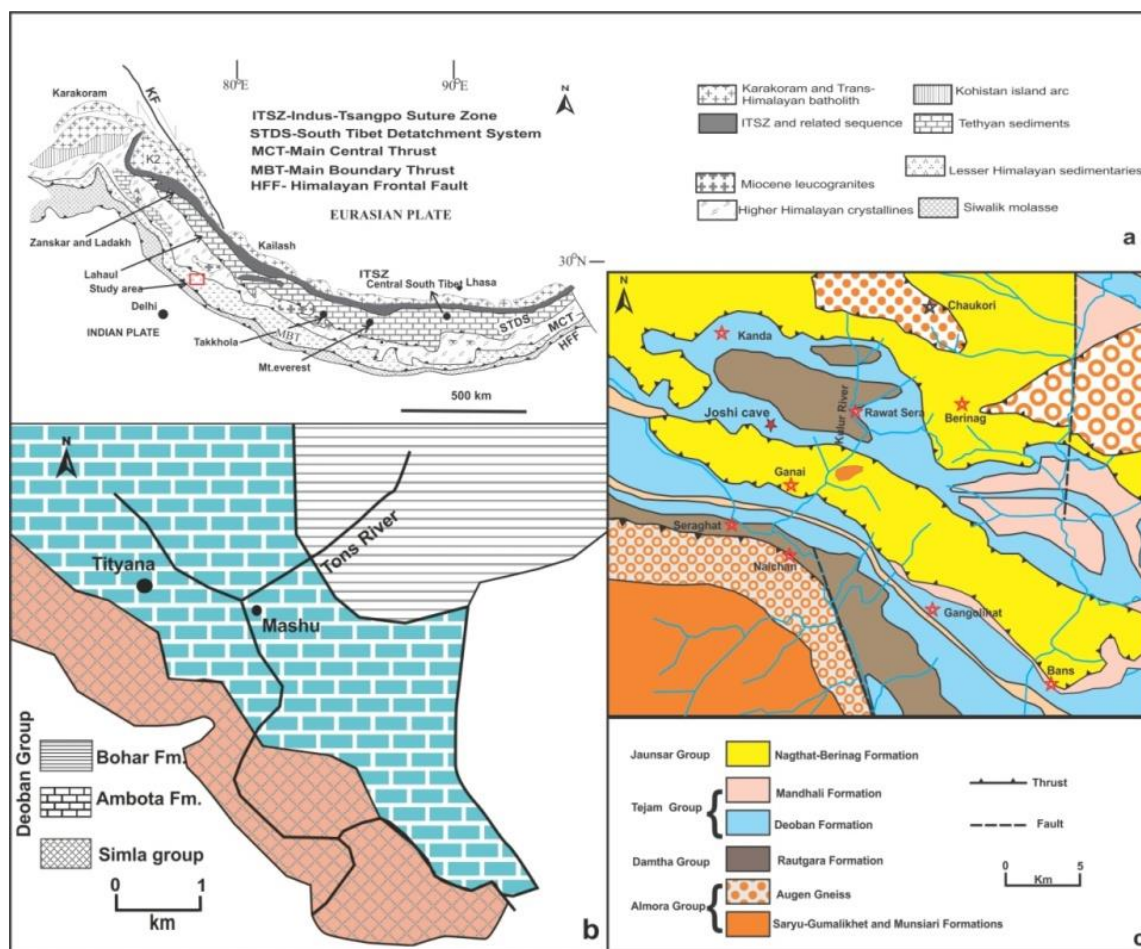 80°E
90°E
N
Karakoram
KF
K2
ITSZ-Indus-Tsangpo Suture Zone
STDS-South Tibet Detatchment System
MCT-Main Central Thrust
MBT-Main Boundary Thrust
HFF- Himalayan Frontal Fault
EURASIAN PLATE
Zanskar and Ladakh
Kailash
30°N
Lahaul
Study area
ITSZ
Central South Tibet
Lhasa
Delhi
INDIAN PLATE
MBT
STDS
MCT
HFF
Takkhola
Mt.everest
500 km
Karakoram and Trans-
Himalayan batholith
Kohistan island arc
ITSZ and related sequence
Tethyan sediments
Lesser Himalayan sedimentaries
Miocene leucogranites
Higher Himalayan crystallines
Siwalik molasse
a
N
Tons River
Tityana
Mashu
Deoban Group
Bohar Fm.
Ambota Fm.
Simla group
0 1
km
b
N
Chaukori
Kanda
Kulur River
Joshi cave
Rawat Sera
Berinag
Ganai
Seraghat
Naichan
Gangolihat
Bans
Jaunsar Group
Nagthat-Berinag Formation
Tejam Group
Mandhali Formation
Deoban Formation
Damtha Group
Rautgara Formation
Almora Group
Augen Gneiss
Saryu-Gumalikhet and Munsiari Formations
Thrust
Fault
0 5
Km
c